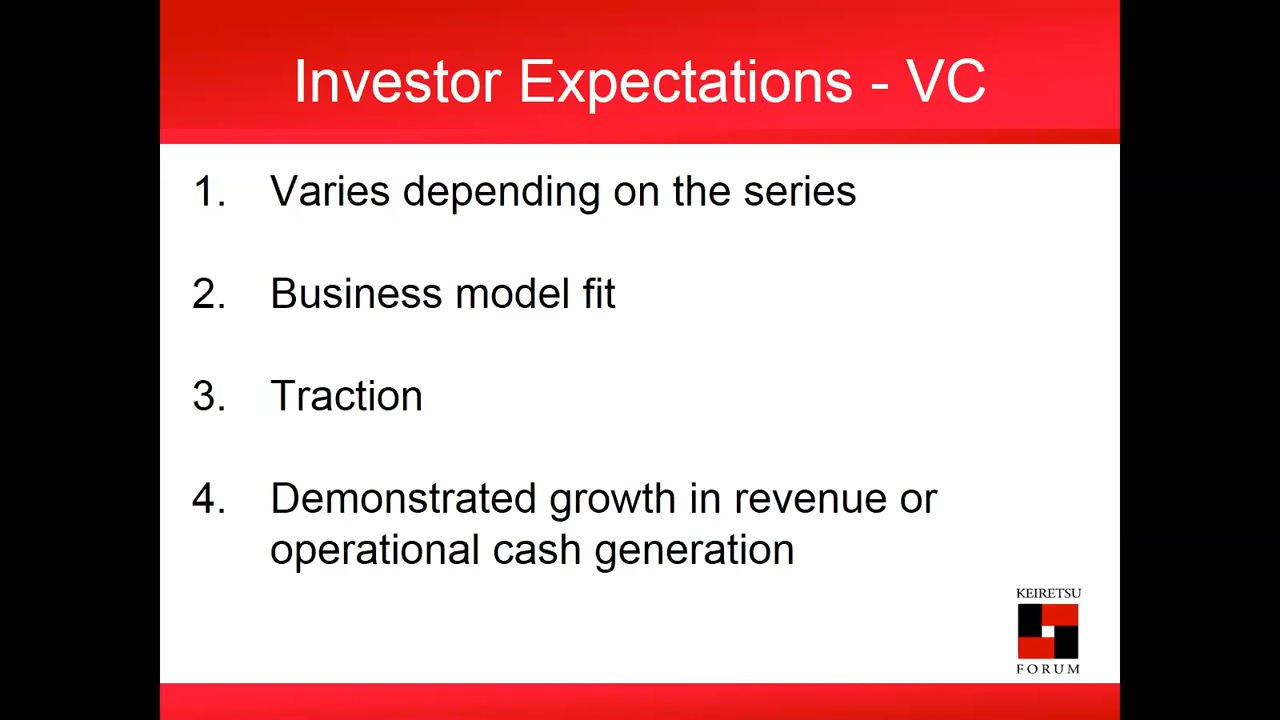 Investor Expectations - VC
1. Varies depending on the series
2. Business model fit
3. Traction
4. Demonstrated growth in revenue or
operational cash generation
KEIRETSU
FORUM